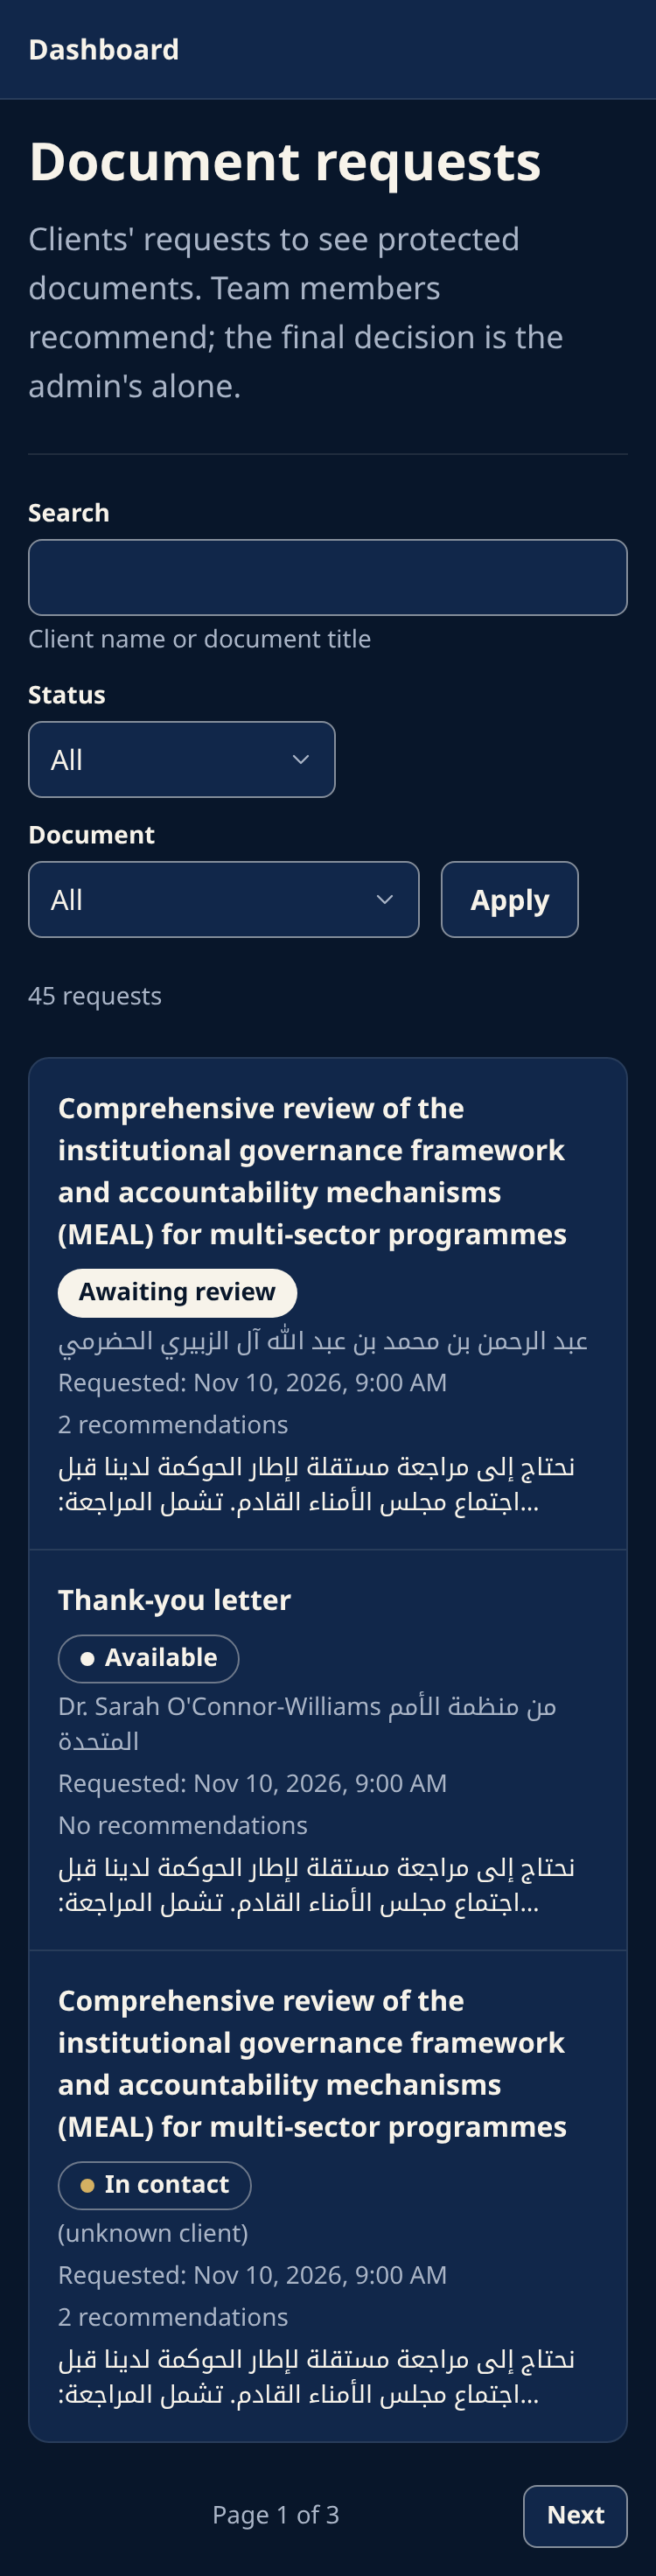 Dashboard
Document requests
Clients' requests to see protected
documents. Team members
recommend; the final decision is the
admin's alone.
Search
Client name or document title
Status
All
Document
All
Apply
45 requests
Comprehensive review of the
institutional governance framework
and accountability mechanisms
(MEAL) for multi-sector programmes
Awaiting review
عبد الرحمن بن محمد بن عبد الله آل الزبيري الحضرمي
Requested: Nov 10, 2026, 9:00 AM
2 recommendations
نحتاج إلى مراجعة مستقلة لإطار الحوكمة لدينا قبل
اجتماع مجلس الأمناء القادم. تشمل المراجعة:...
Thank-you letter
Available
Dr. Sarah O'Connor-Williams من منظمة الأمم
المتحدة
Requested: Nov 10, 2026, 9:00 AM
No recommendations
نحتاج إلى مراجعة مستقلة لإطار الحوكمة لدينا قبل
اجتماع مجلس الأمناء القادم. تشمل المراجعة:...
Comprehensive review of the
institutional governance framework
and accountability mechanisms
(MEAL) for multi-sector programmes
In contact
(unknown client)
Requested: Nov 10, 2026, 9:00 AM
2 recommendations
نحتاج إلى مراجعة مستقلة لإطار الحوكمة لدينا قبل
اجتماع مجلس الأمناء القادم. تشمل المراجعة:...
Page 1 of 3
Next